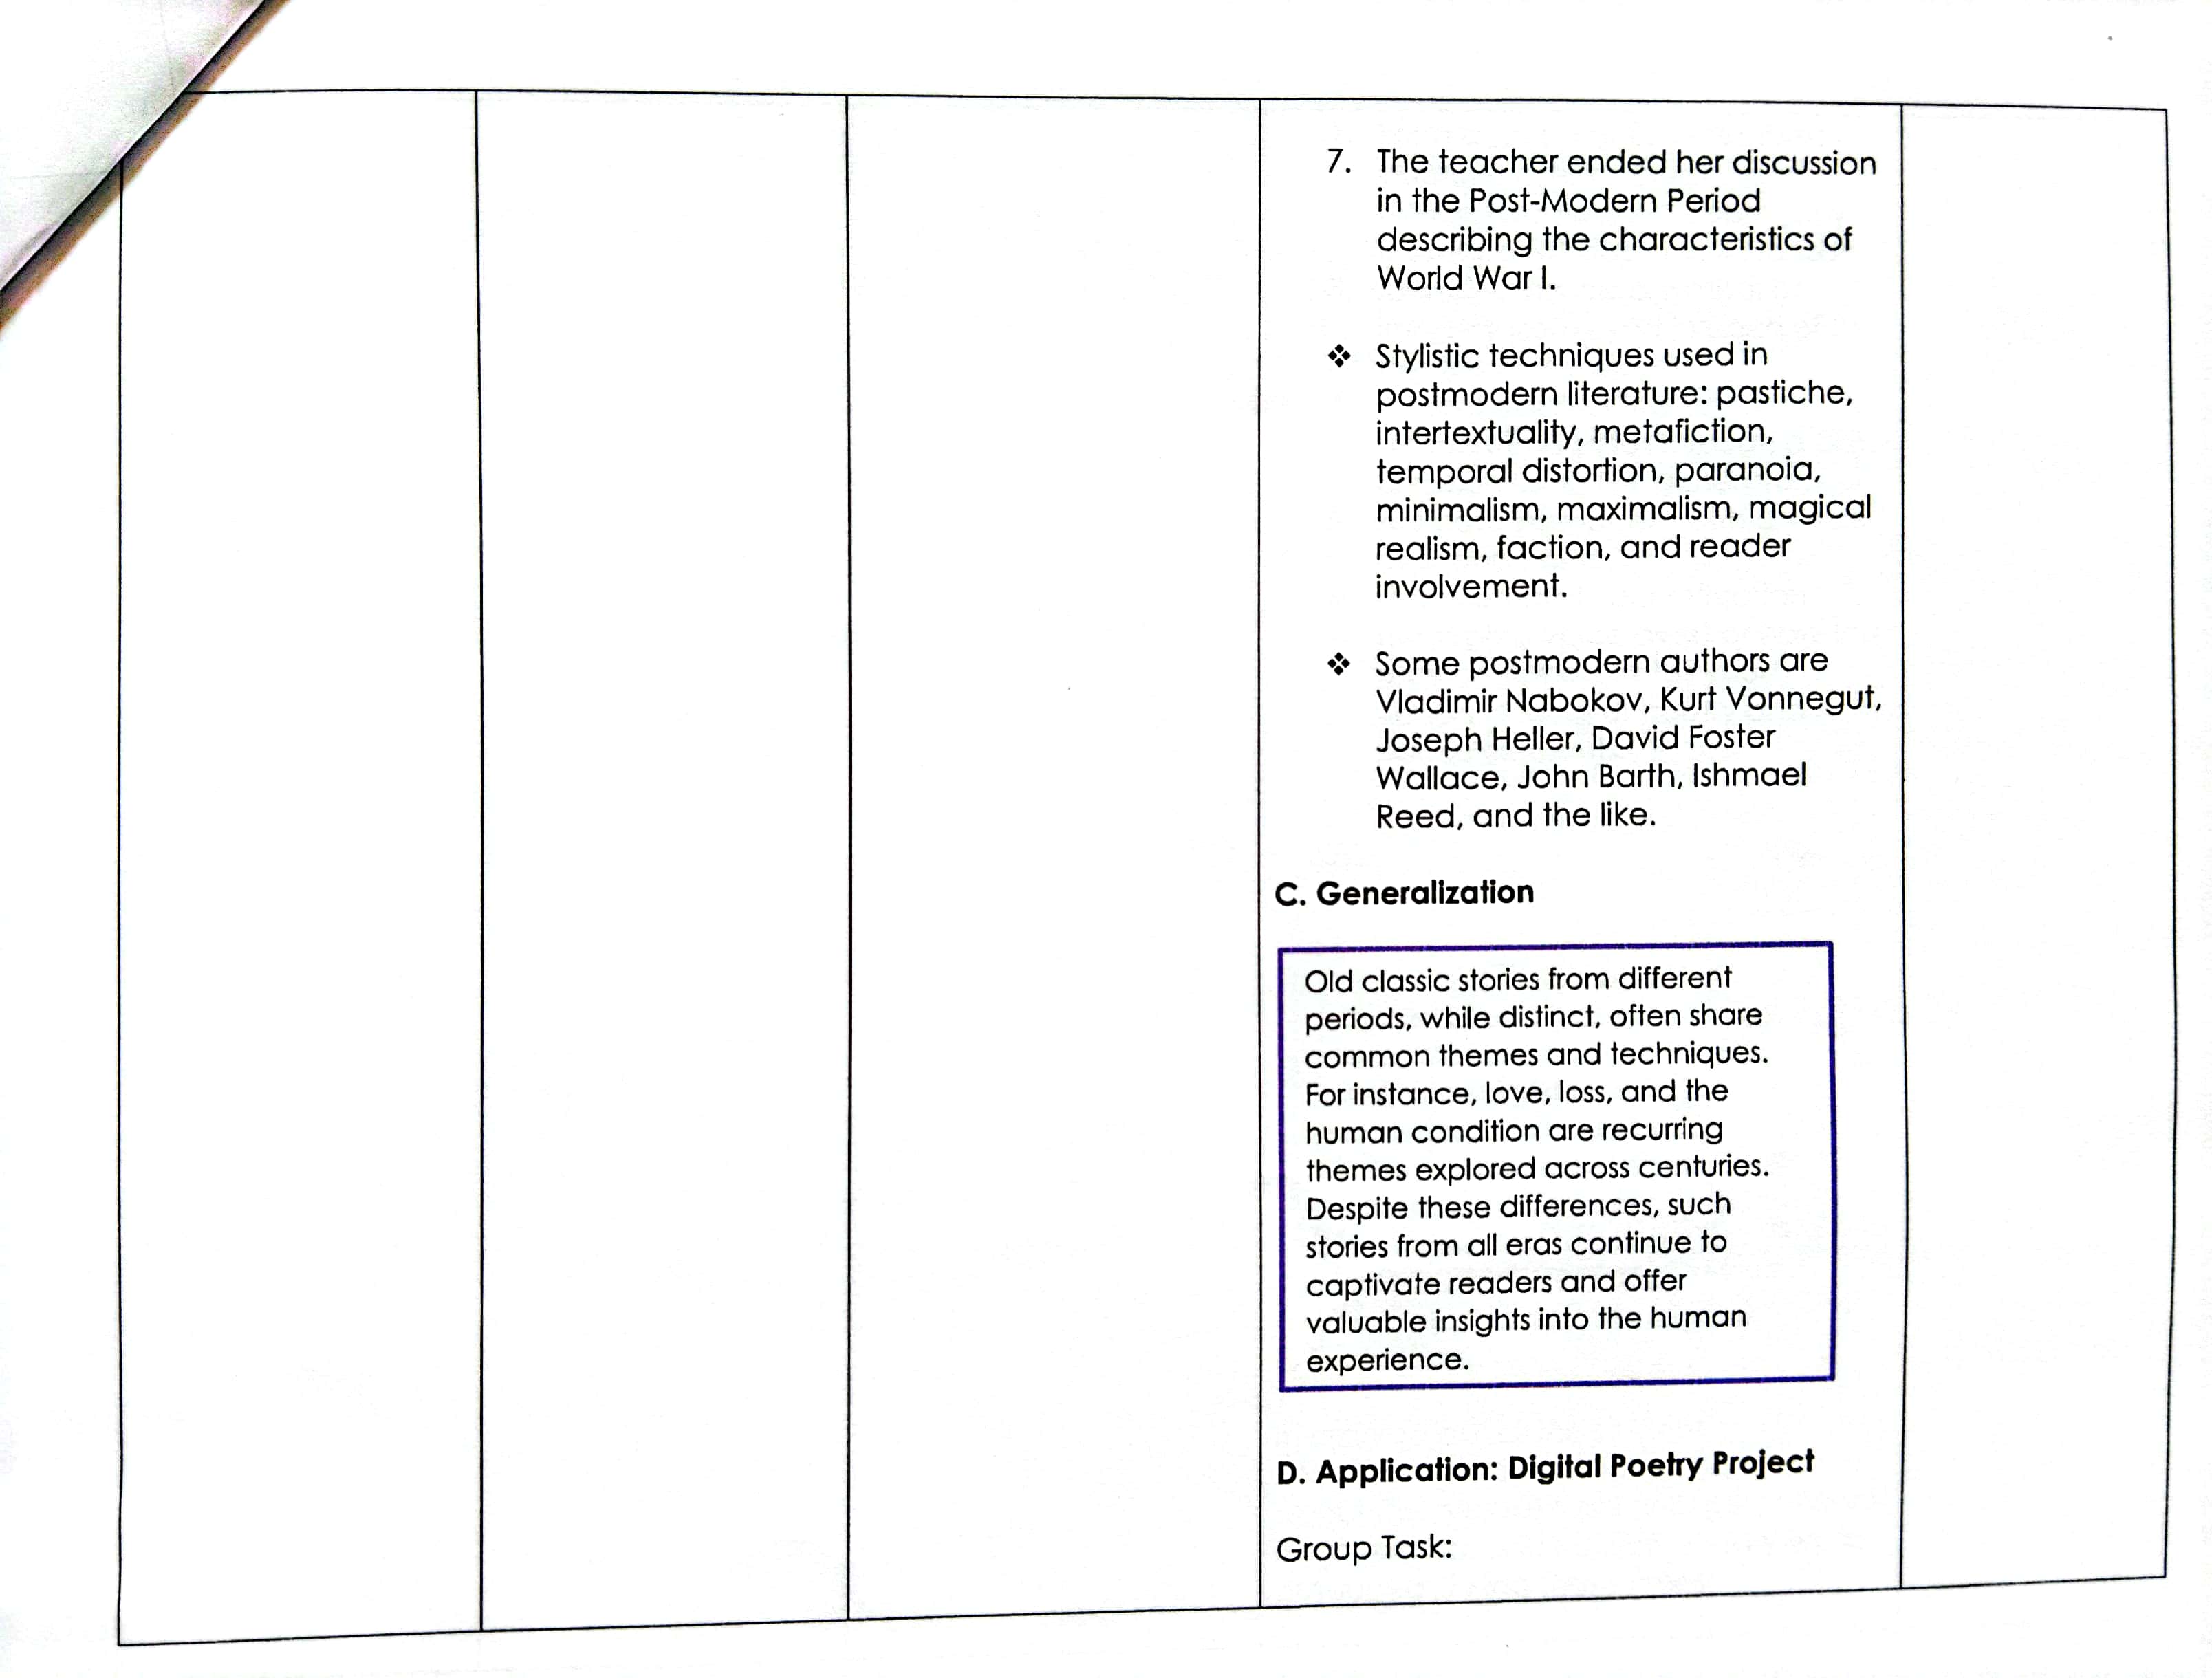 7. The teacher ended her discussion
in the Post-Modern Period
describing the characteristics of
World War I.
❖ Stylistic techniques used in
postmodern literature: pastiche,
intertextuality, metafiction,
temporal distortion, paranoia,
minimalism, maximalism, magical
realism, faction, and reader
involvement.
❖ Some postmodern authors are
Vladimir Nabokov, Kurt Vonnegut,
Joseph Heller, David Foster
Wallace, John Barth, Ishmael
Reed, and the like.
C. Generalization
Old classic stories from different
periods, while distinct, often share
common themes and techniques.
For instance, love, loss, and the
human condition are recurring
themes explored across centuries.
Despite these differences, such
stories from all eras continue to
captivate readers and offer
valuable insights into the human
experience.
D. Application: Digital Poetry Project
Group Task: